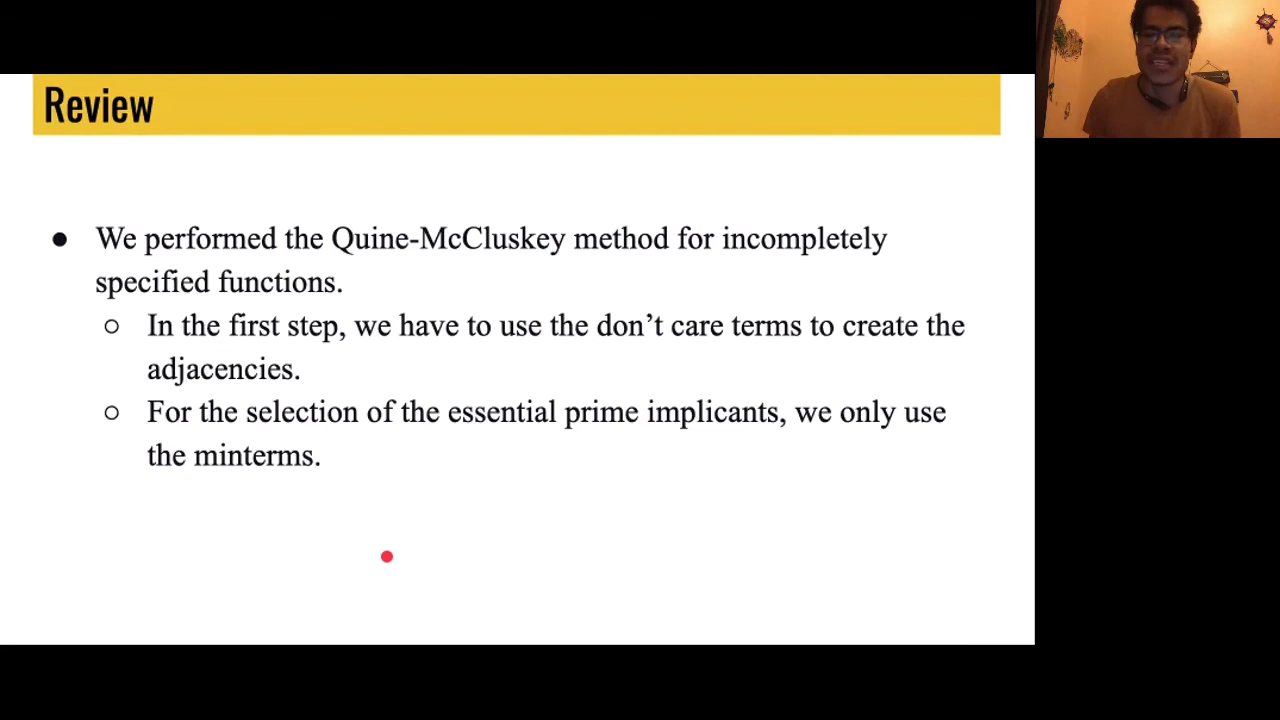 Review
● We performed the Quine-McCluskey method for incompletely
specified functions.
○ In the first step, we have to use the don’t care terms to create the
adjacencies.
○ For the selection of the essential prime implicants, we only use
the minterms.